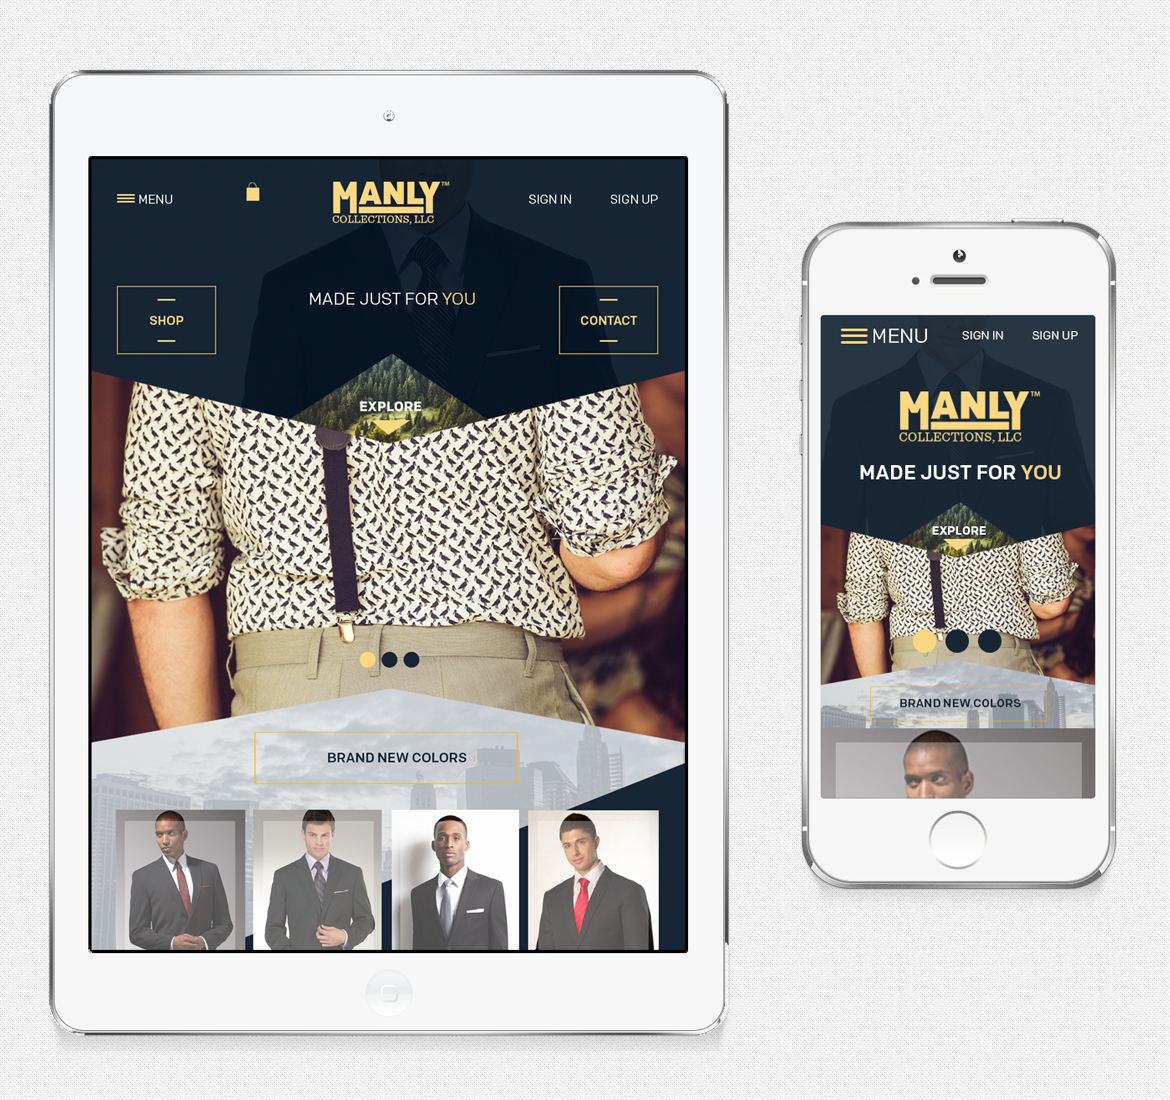 MENU
MANLY™
COLLECTIONS, LLC
SIGN IN
SIGN UP
SHOP
MADE JUST FOR YOU
CONTACT
EXPLORE
BRAND NEW COLORS
MENU
SIGN IN
SIGN UP
MANLY™
COLLECTIONS, LLC
MADE JUST FOR YOU
EXPLORE
BRAND NEW COLORS